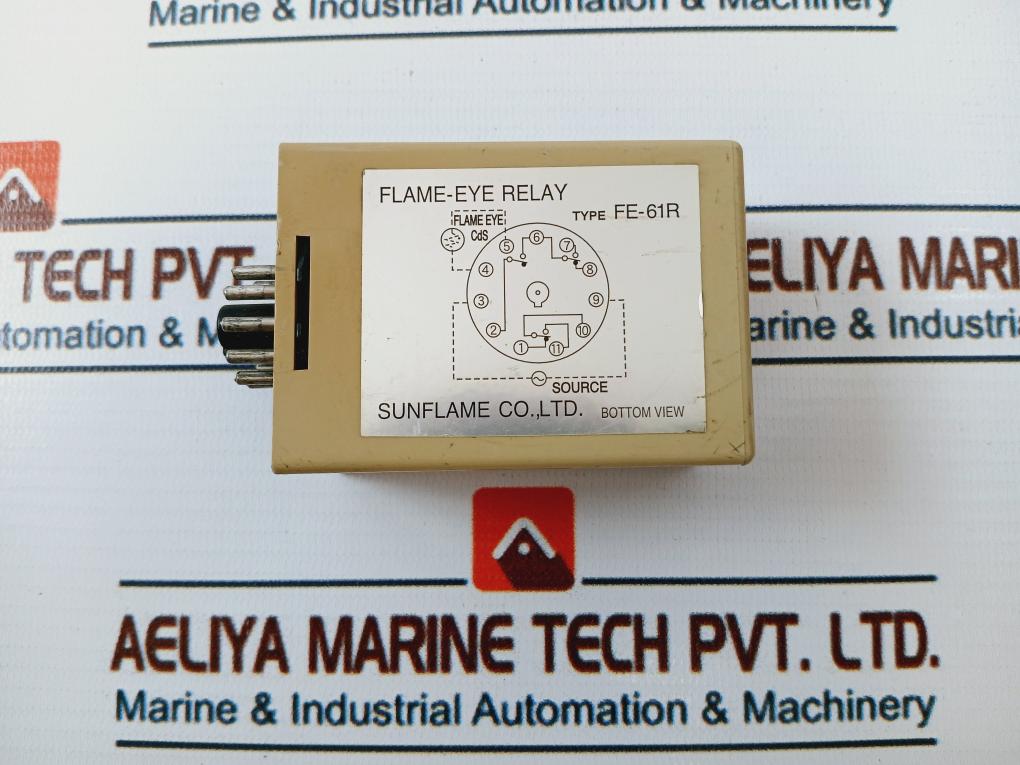 Marine & Industrial Automation & Machinery
TECH PVT
tomation & M
ELIYA MARI
arine & Industria
FLAME-EYE RELAY
TYPE FE-61R
FLAME EYE
CdS
5 6 7
4 8
3 9
2 10
1 11
SOURCE
SUNFLAME CO.,LTD. BOTTOM VIEW
AELIYA MARINE TECH PVT. LTD.
Marine & Industrial Automation & Machinery